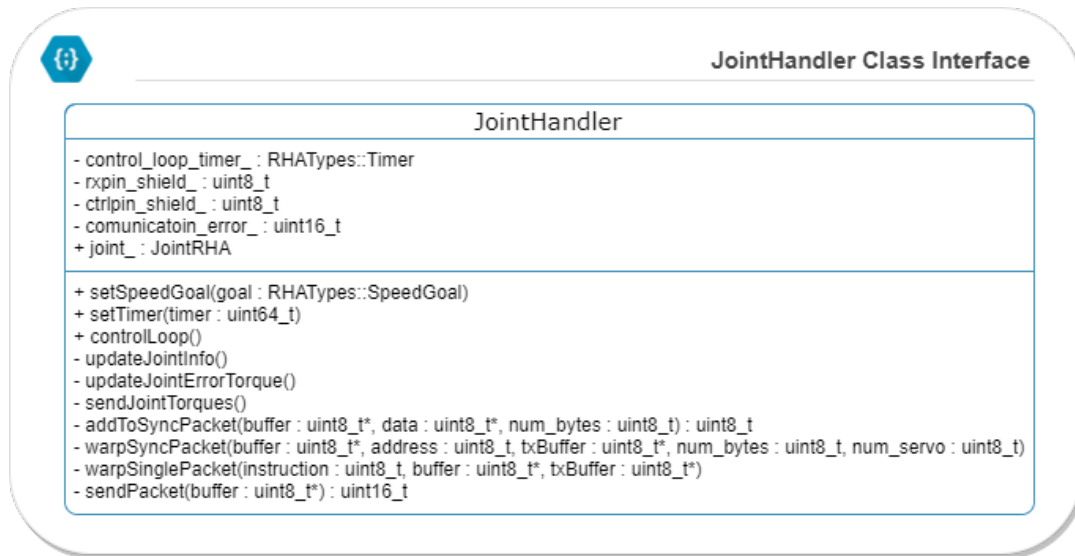 {;}
JointHandler Class Interface
JointHandler
- control_loop_timer_ : RHATypes::Timer
- rxpin_shield_ : uint8_t
- ctrlpin_shield_ : uint8_t
- comunicatoin_error_ : uint16_t
+ joint_ : JointRHA
+ setSpeedGoal(goal : RHATypes::SpeedGoal)
+ setTimer(timer : uint64_t)
+ controlLoop()
- updateJointInfo()
- updateJointErrorTorque()
- sendJointTorques()
- addToSyncPacket(buffer : uint8_t*, data : uint8_t*, num_bytes : uint8_t) : uint8_t
- warpSyncPacket(buffer : uint8_t*, address : uint8_t, txBuffer : uint8_t*, num_bytes : uint8_t, num_servo : uint8_t)
- warpSinglePacket(instruction : uint8_t, buffer : uint8_t*, txBuffer : uint8_t*)
- sendPacket(buffer : uint8_t*) : uint16_t